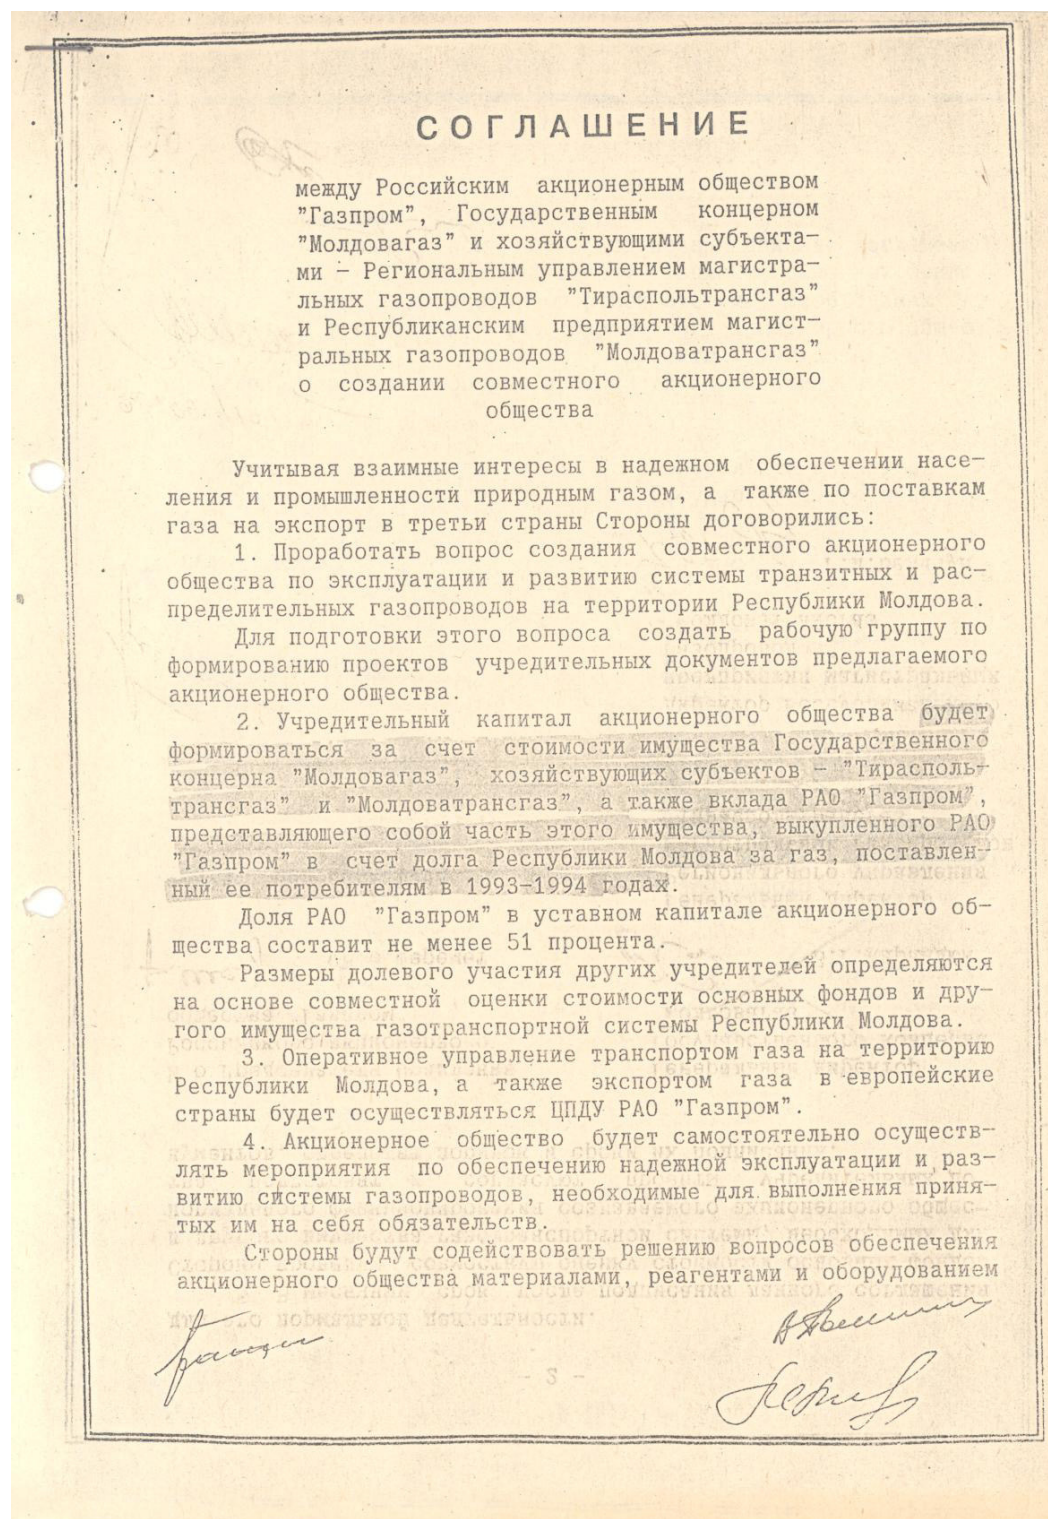 СОГЛАШЕНИЕ
между Российским акционерным обществом
"Газпром", Государственным концерном
"Молдовагаз" и хозяйствующими субъекта-
ми – Региональным управлением магистра-
льных газопроводов "Тираспольтрансгаз"
и Республиканским предприятием магист-
ральных газопроводов "Молдоватрансгаз"
о создании совместного акционерного
общества
Учитывая взаимные интересы в надежном обеспечении насе-
ления и промышленности природным газом, а также по поставкам
газа на экспорт в третьи страны Стороны договорились:
1. Проработать вопрос создания совместного акционерного
общества по эксплуатации и развитию системы транзитных и рас-
пределительных газопроводов на территории Республики Молдова.
Для подготовки этого вопроса создать рабочую группу по
формированию проектов учредительных документов предлагаемого
акционерного общества.
2. Учредительный капитал акционерного общества будет
формироваться за счет стоимости имущества Государственного
концерна "Молдовагаз", хозяйствующих субъектов – "Тирасполь-
трансгаз" и "Молдоватрансгаз", а также вклада РАО "Газпром",
представляющего собой часть этого имущества, выкупленного РАО
"Газпром" в счет долга Республики Молдова за газ, поставлен-
ный ее потребителям в 1993-1994 годах.
Доля РАО "Газпром" в уставном капитале акционерного об-
щества составит не менее 51 процента.
Размеры долевого участия других учредителей определяются
на основе совместной оценки стоимости основных фондов и дру-
гого имущества газотранспортной системы Республики Молдова.
3. Оперативное управление транспортом газа на территорию
Республики Молдова, а также экспортом газа в европейские
страны будет осуществляться ЦПДУ РАО "Газпром".
4. Акционерное общество будет самостоятельно осуществ-
лять мероприятия по обеспечению надежной эксплуатации и раз-
витию системы газопроводов, необходимые для выполнения приня-
тых им на себя обязательств.
Стороны будут содействовать решению вопросов обеспечения
акционерного общества материалами, реагентами и оборудованием